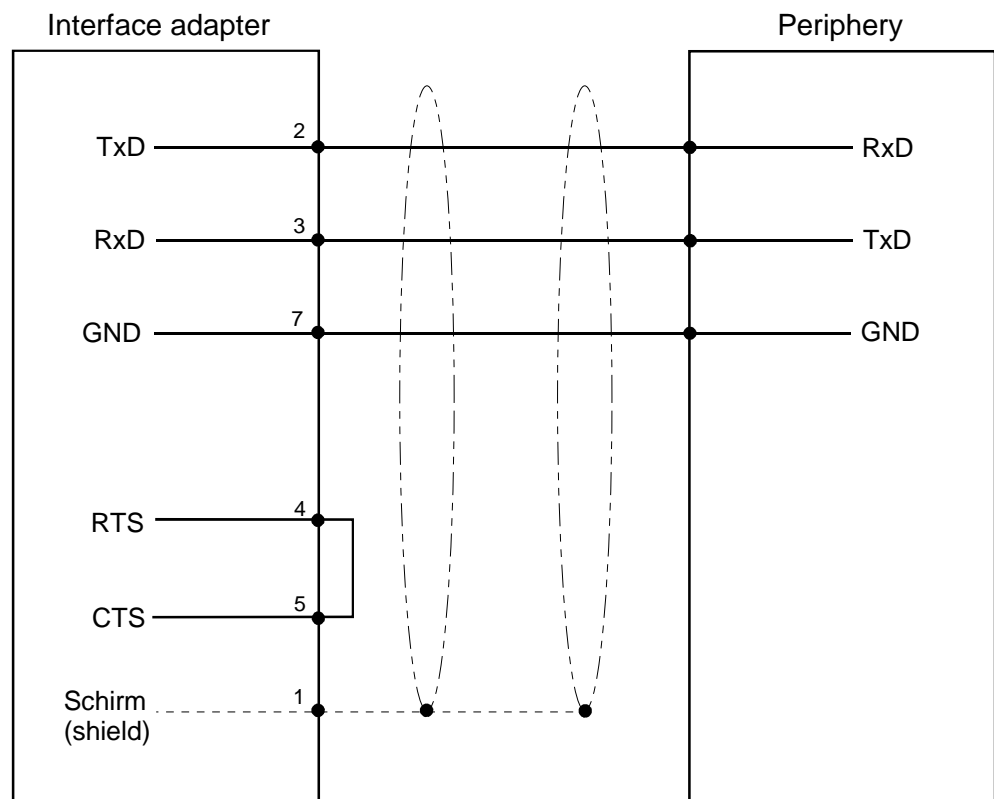 Interface adapter
Periphery
TxD 2 RxD
RxD 3 TxD
GND 7 GND
RTS 4
CTS 5
Schirm 1
(shield)